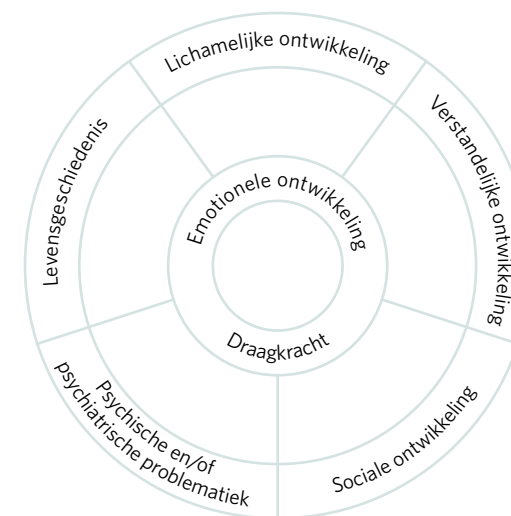 Lichamelijke ontwikkeling
Verstandelijke ontwikkeling
Levensgeschiedenis
Emotionele ontwikkeling
Draagkracht
Psychische en/of
psychiatrische problematiek
Sociale ontwikkeling